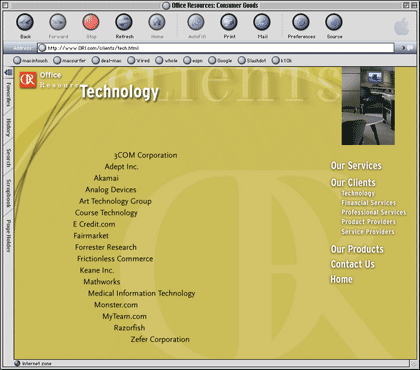 Office Resources: Consumer Goods
Back Forward Stop Refresh Home AutoFill Print Mail Preferences Source
Address: http://www.ORI.com/clients/tech.html
macintouch macsurfer deal-mac Wired whole espn Google Slashdot k10k
Favorites
History
Search
Scrapbook
Page Holder
clients
OR Office
Resources
Technology
3COM Corporation
Adept Inc.
Akamai
Analog Devices
Art Technology Group
Course Technology
E Credit.com
Fairmarket
Forrester Research
Frictionless Commerce
Keane Inc.
Mathworks
Medical Information Technology
Monster.com
MyTeam.com
Razorfish
Zefer Corporation
Our Services
Our Clients
Technology
Financial Services
Professional Services
Product Providers
Service Providers
Our Products
Contact Us
Home
Internet zone